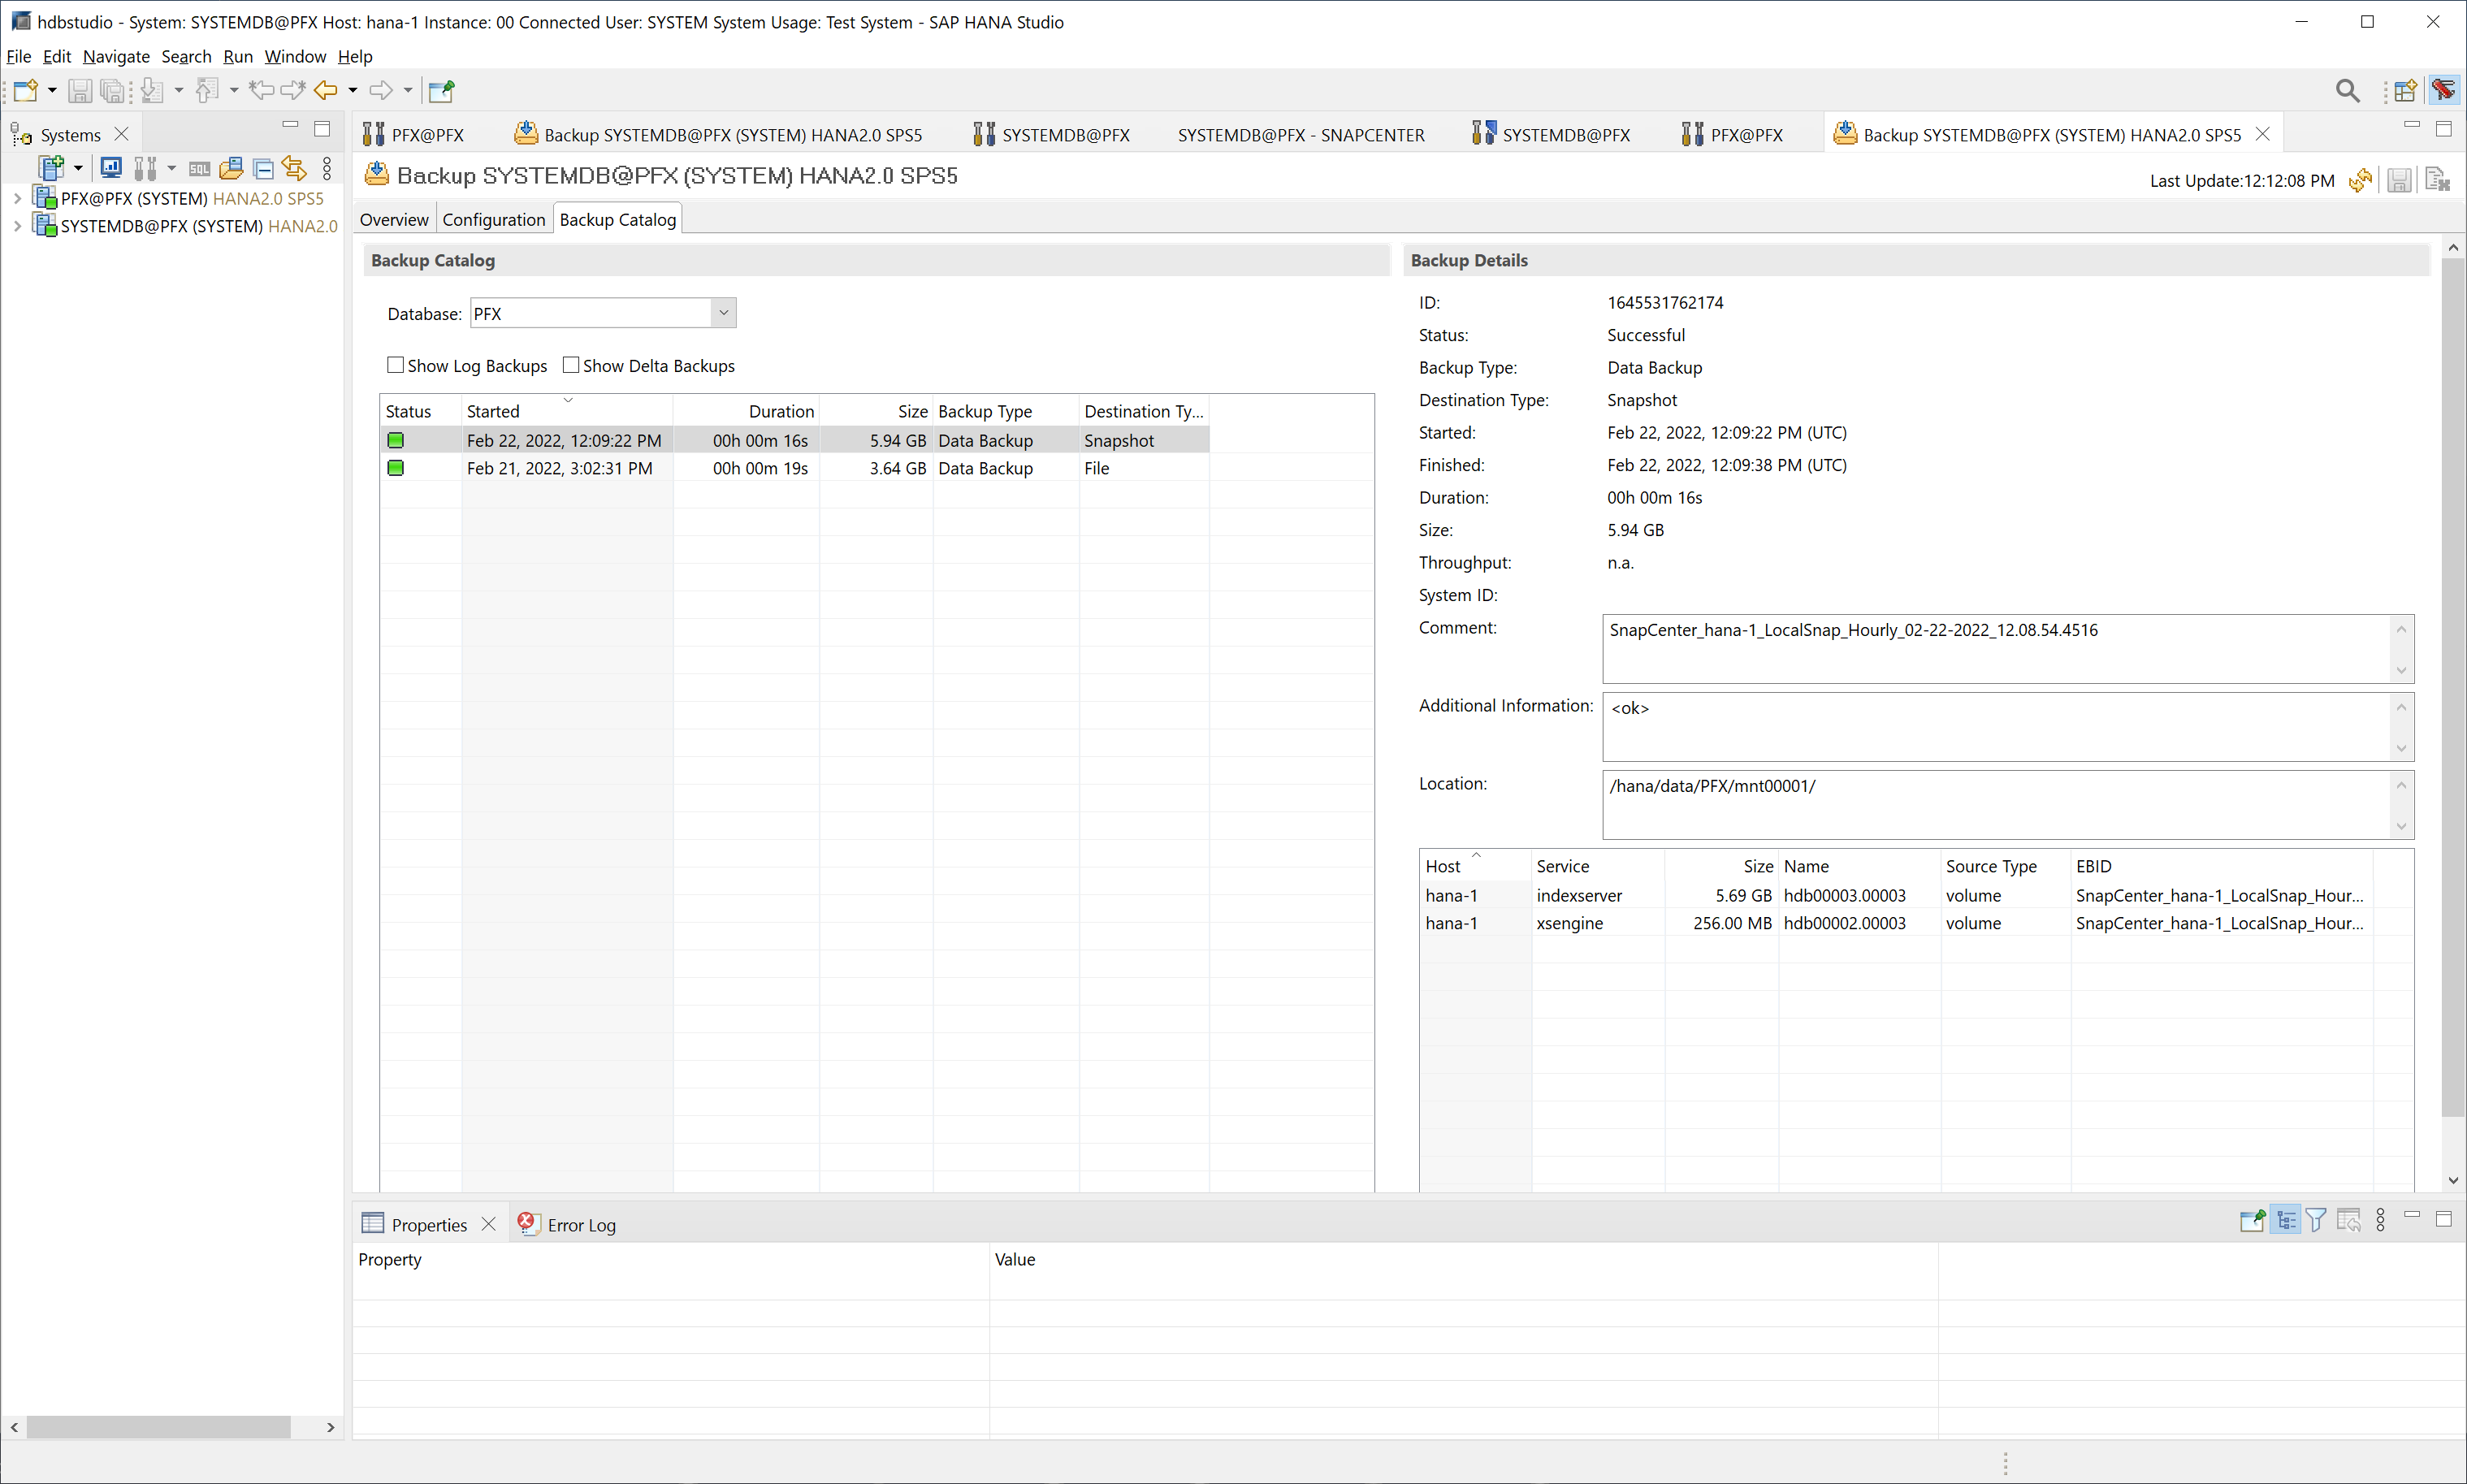 hdbstudio - System: SYSTEMDB@PFX Host: hana-1 Instance: 00 Connected User: SYSTEM System Usage: Test System - SAP HANA Studio
File Edit Navigate Search Run Window Help
Systems
PFX@PFX Backup SYSTEMDB@PFX (SYSTEM) HANA2.0 SPS5 SYSTEMDB@PFX SYSTEMDB@PFX - SNAPCENTER SYSTEMDB@PFX PFX@PFX Backup SYSTEMDB@PFX (SYSTEM) HANA2.0 SPS5
SQL
PFX@PFX (SYSTEM) HANA2.0 SPS5
SYSTEMDB@PFX (SYSTEM) HANA2.0
Backup SYSTEMDB@PFX (SYSTEM) HANA2.0 SPS5
Last Update:12:12:08 PM
Overview Configuration Backup Catalog
Backup Catalog
Database: PFX
Show Log Backups Show Delta Backups
Status Started Duration Size Backup Type Destination Ty...
Feb 22, 2022, 12:09:22 PM 00h 00m 16s 5.94 GB Data Backup Snapshot
Feb 21, 2022, 3:02:31 PM 00h 00m 19s 3.64 GB Data Backup File
Backup Details
ID: 1645531762174
Status: Successful
Backup Type: Data Backup
Destination Type: Snapshot
Started: Feb 22, 2022, 12:09:22 PM (UTC)
Finished: Feb 22, 2022, 12:09:38 PM (UTC)
Duration: 00h 00m 16s
Size: 5.94 GB
Throughput: n.a.
System ID:
Comment: SnapCenter_hana-1_LocalSnap_Hourly_02-22-2022_12.08.54.4516
Additional Information: <ok>
Location: /hana/data/PFX/mnt00001/
Host Service Size Name Source Type EBID
hana-1 indexserver 5.69 GB hdb00003.00003 volume SnapCenter_hana-1_LocalSnap_Hour...
hana-1 xsengine 256.00 MB hdb00002.00003 volume SnapCenter_hana-1_LocalSnap_Hour...
Properties Error Log
Property Value